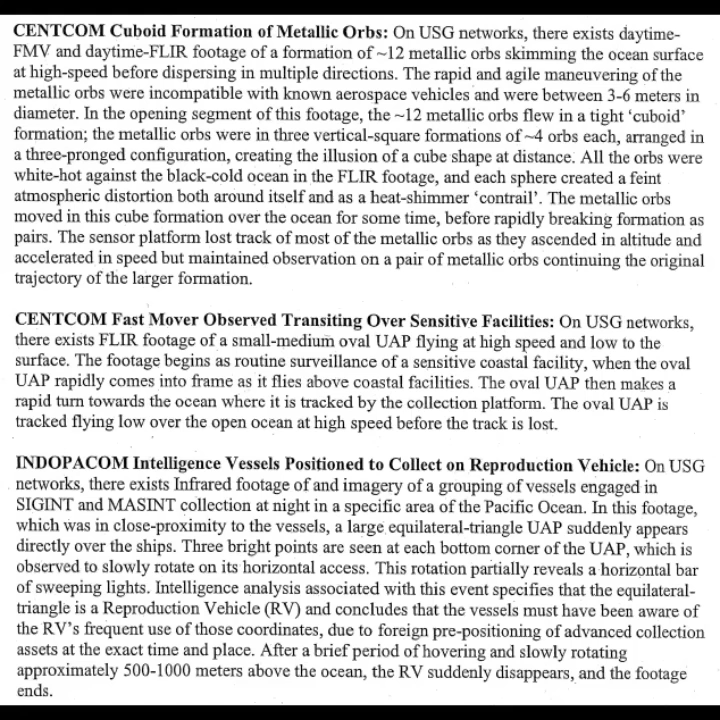 CENTCOM Cuboid Formation of Metallic Orbs: On USG networks, there exists daytime-
FMV and daytime-FLIR footage of a formation of ~12 metallic orbs skimming the ocean surface
at high-speed before dispersing in multiple directions. The rapid and agile maneuvering of the
metallic orbs were incompatible with known aerospace vehicles and were between 3-6 meters in
diameter. In the opening segment of this footage, the ~12 metallic orbs flew in a tight ‘cuboid’
formation; the metallic orbs were in three vertical-square formations of ~4 orbs each, arranged in
a three-pronged configuration, creating the illusion of a cube shape at distance. All the orbs were
white-hot against the black-cold ocean in the FLIR footage, and each sphere created a feint
atmospheric distortion both around itself and as a heat-shimmer ‘contrail’. The metallic orbs
moved in this cube formation over the ocean for some time, before rapidly breaking formation as
pairs. The sensor platform lost track of most of the metallic orbs as they ascended in altitude and
accelerated in speed but maintained observation on a pair of metallic orbs continuing the original
trajectory of the larger formation.
CENTCOM Fast Mover Observed Transiting Over Sensitive Facilities: On USG networks,
there exists FLIR footage of a small-medium oval UAP flying at high speed and low to the
surface. The footage begins as routine surveillance of a sensitive coastal facility, when the oval
UAP rapidly comes into frame as it flies above coastal facilities. The oval UAP then makes a
rapid turn towards the ocean where it is tracked by the collection platform. The oval UAP is
tracked flying low over the open ocean at high speed before the track is lost.
INDOPACOM Intelligence Vessels Positioned to Collect on Reproduction Vehicle: On USG
networks, there exists Infrared footage of and imagery of a grouping of vessels engaged in
SIGINT and MASINT collection at night in a specific area of the Pacific Ocean. In this footage,
which was in close-proximity to the vessels, a large equilateral-triangle UAP suddenly appears
directly over the ships. Three bright points are seen at each bottom corner of the UAP, which is
observed to slowly rotate on its horizontal access. This rotation partially reveals a horizontal bar
of sweeping lights. Intelligence analysis associated with this event specifies that the equilateral-
triangle is a Reproduction Vehicle (RV) and concludes that the vessels must have been aware of
the RV’s frequent use of those coordinates, due to foreign pre-positioning of advanced collection
assets at the exact time and place. After a brief period of hovering and slowly rotating
approximately 500-1000 meters above the ocean, the RV suddenly disappears, and the footage
ends.